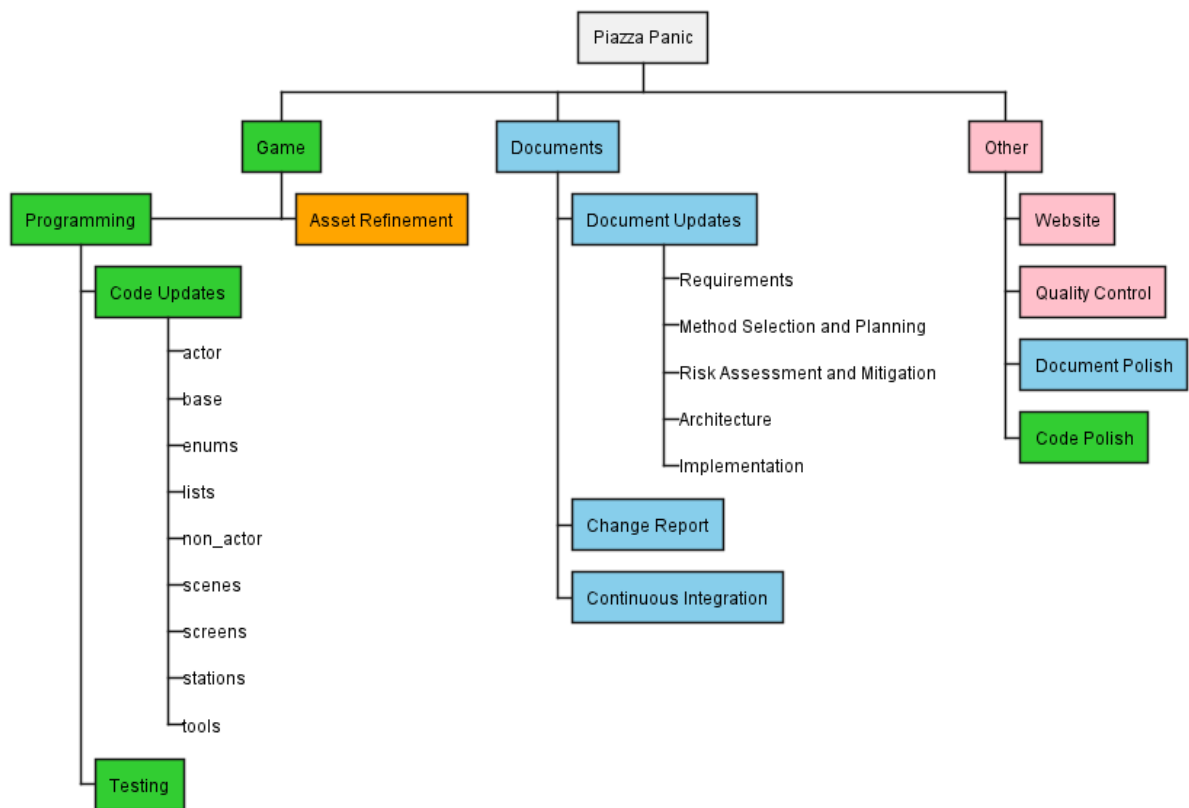 Piazza Panic
Game
Documents
Other
Programming
Asset Refinement
Document Updates
Website
Code Updates
Requirements
Quality Control
Method Selection and Planning
actor
Document Polish
Risk Assessment and Mitigation
base
Architecture
Code Polish
enums
Implementation
lists
Change Report
non_actor
scenes
Continuous Integration
screens
stations
tools
Testing